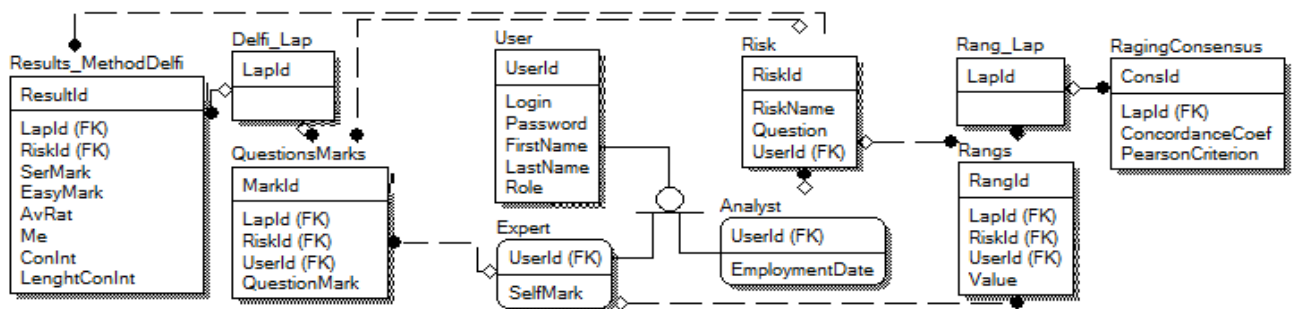 Results_MethodDelfi
ResultId
LapId (FK)
RiskId (FK)
SerMark
EasyMark
AvRat
Me
ConInt
LenghtConInt
Delfi_Lap
LapId
QuestionsMarks
MarkId
LapId (FK)
RiskId (FK)
UserId (FK)
QuestionMark
User
UserId
Login
Password
FirstName
LastName
Role
Expert
UserId (FK)
SelfMark
Analyst
UserId (FK)
EmploymentDate
Risk
RiskId
RiskName
Question
UserId (FK)
Rang_Lap
LapId
Rangs
RangId
LapId (FK)
RiskId (FK)
UserId (FK)
Value
RagingConsensus
ConsId
LapId (FK)
ConcordanceCoef
PearsonCriterion